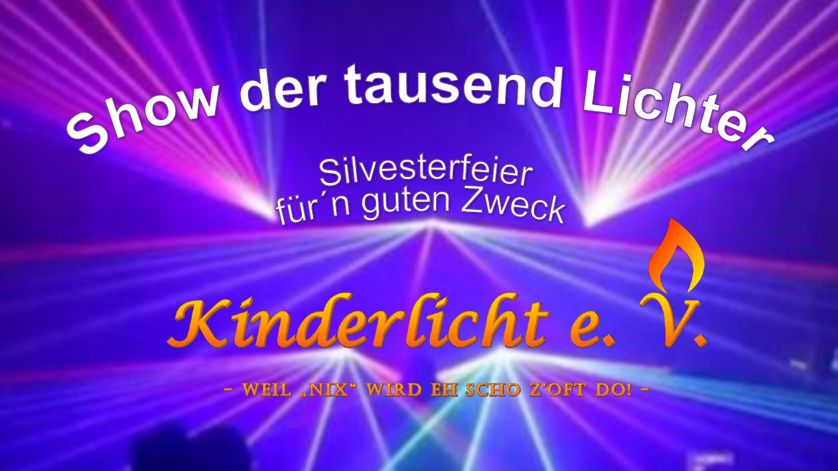 Show der tausend Lichter
Silvesterfeier
für´n guten Zweck
Kinderlicht e. V.
- WEIL „NIX“ WIRD EH SCHO Z'OFT DO! -